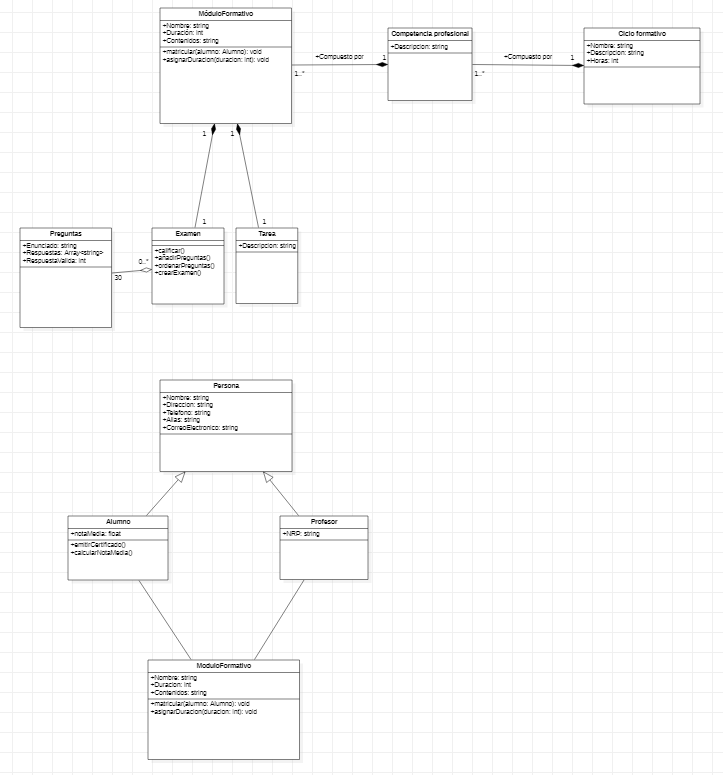 MóduloFormativo
+Nombre: string
+Duracion: int
+Contenidos: string
+matricular(alumno: Alumno): void
+asignarDuracion(duracion: int): void
+Compuesto por
1
1..*
Competencia profesional
+Descripcion: string
+Compuesto por
1
1..*
Ciclo formativo
+Nombre: string
+Descripcion: string
+Horas: int
1
1
1
1
Preguntas
+Enunciado: string
+Respuestas: Array<string>
+RespuestaValida: int
0..*
30
Examen
+calificar()
+añadirPreguntas()
+ordenarPreguntas()
+crearExamen()
Tarea
+Descripcion: string
Persona
+Nombre: string
+Direccion: string
+Telefono: string
+Alias: string
+CorreoElectronico: string
Alumno
+notaMedia: float
+emitirCertificado()
+calcularNotaMedia()
Profesor
+NRP: string
ModuloFormativo
+Nombre: string
+Duracion: int
+Contenidos: string
+matricular(alumno: Alumno): void
+asignarDuracion(duracion: int): void